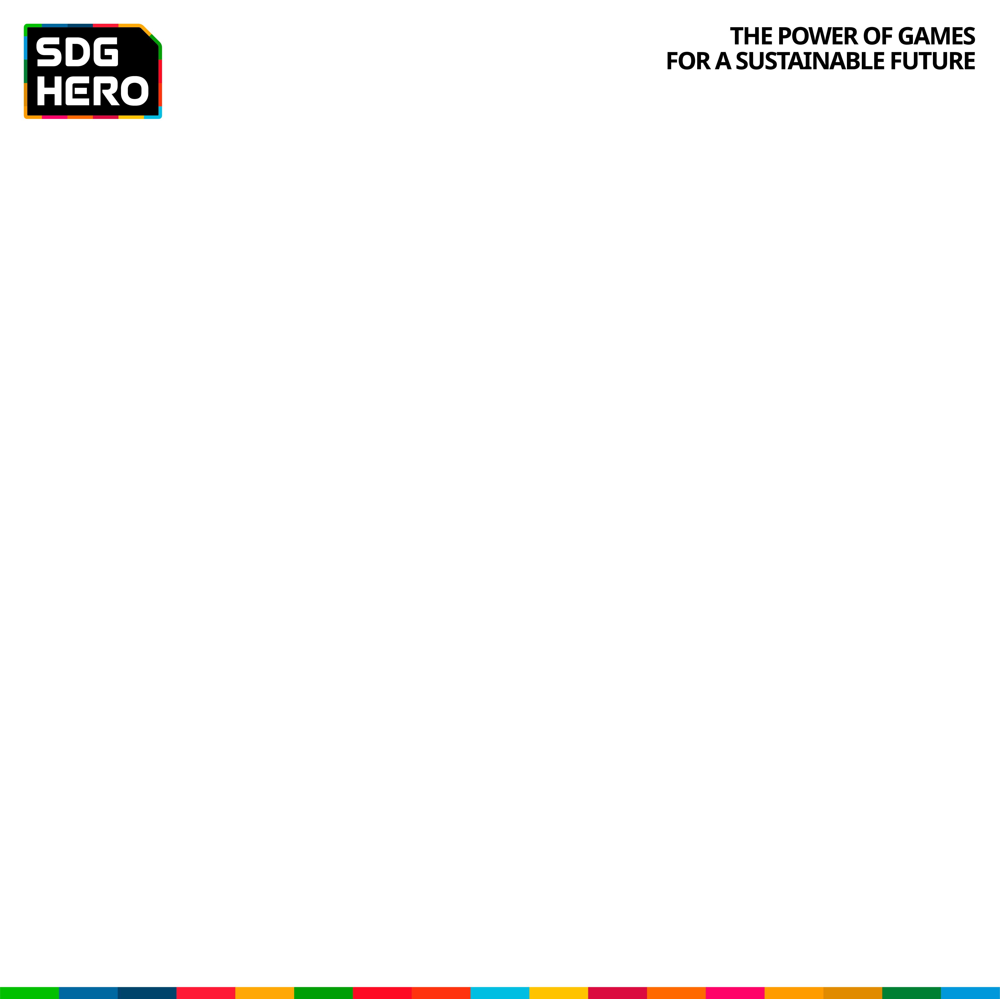 SDG
HERO
THE POWER OF GAMES
FOR A SUSTAINABLE FUTURE